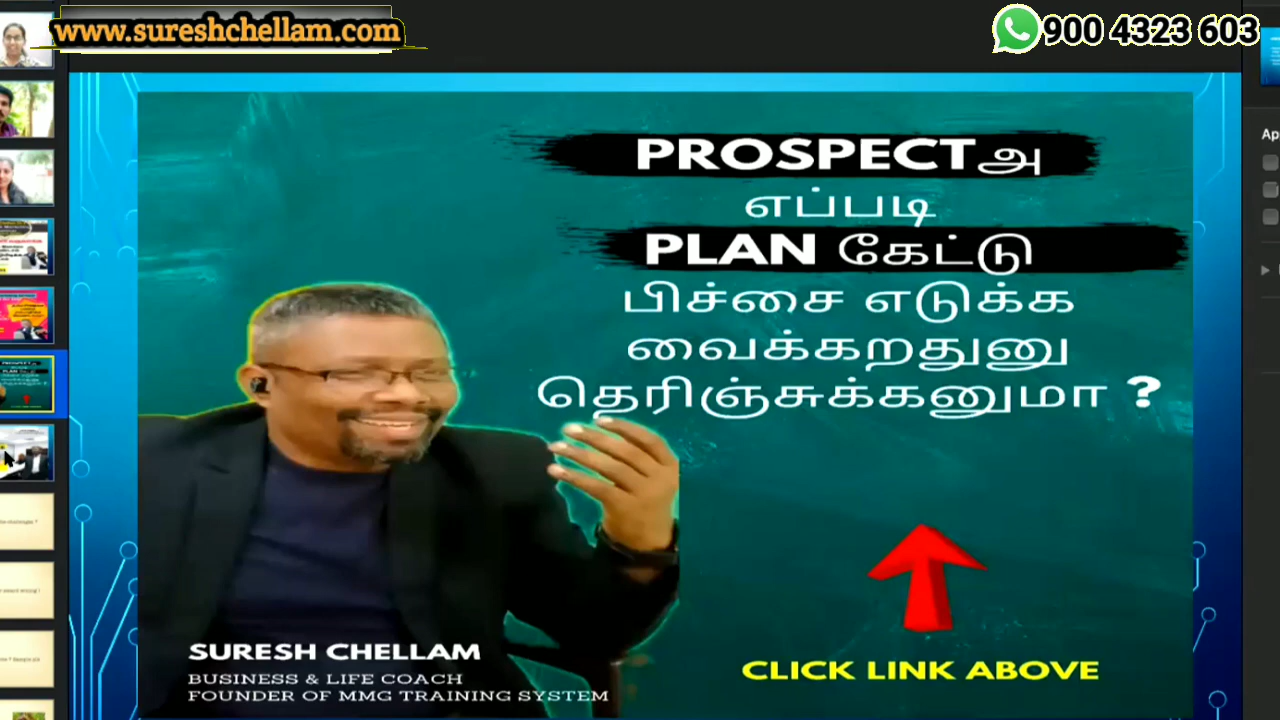 www.sureshchellam.com
900 4323 603
PROSPECTஅ
எப்படி
PLAN கேட்டு
பிச்சை எடுக்க
வைக்கறதுனு
தெரிஞ்சுக்கனுமா ?
SURESH CHELLAM
BUSINESS & LIFE COACH
FOUNDER OF MMG TRAINING SYSTEM
CLICK LINK ABOVE
Ap